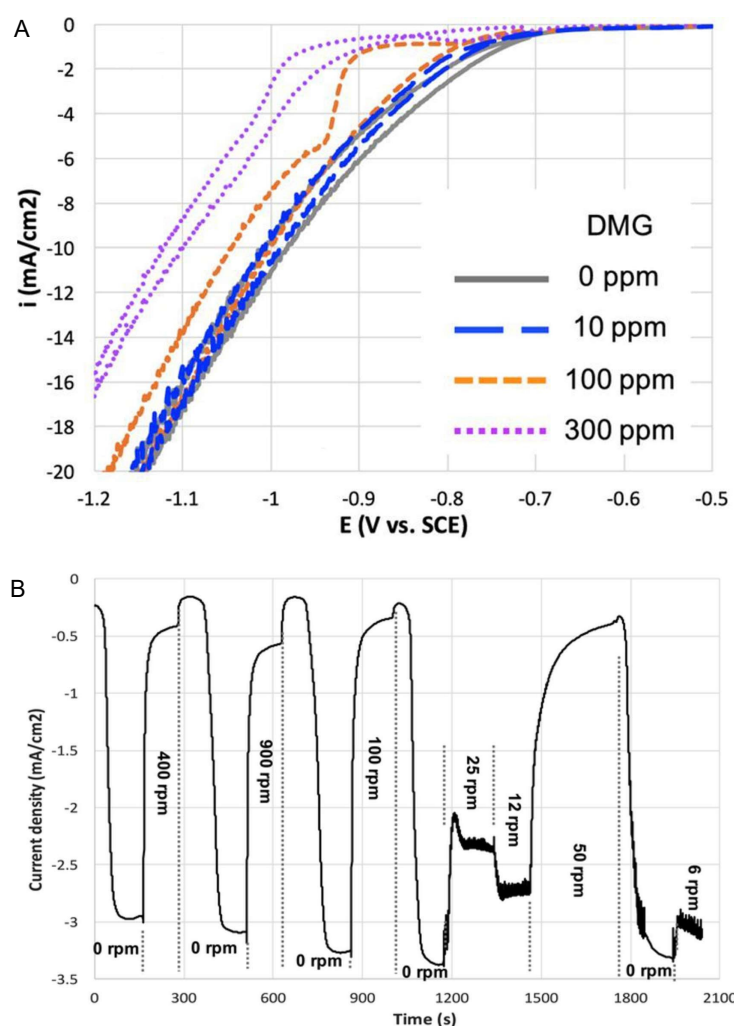 A
0
-2
-4
-6
-8
-10
-12
-14
-16
-18
-20
i (mA/cm2)
DMG
0 ppm
10 ppm
100 ppm
300 ppm
-1.2 -1.1 -1 -0.9 -0.8 -0.7 -0.6 -0.5
E (V vs. SCE)
B
0
-0.5
-1
-1.5
-2
-2.5
-3
-3.5
Current density (mA/cm2)
0 rpm
400 rpm
0 rpm
900 rpm
0 rpm
100 rpm
0 rpm
25 rpm
12 rpm
50 rpm
0 rpm
6 rpm
0 300 600 900 1200 1500 1800 2100
Time (s)